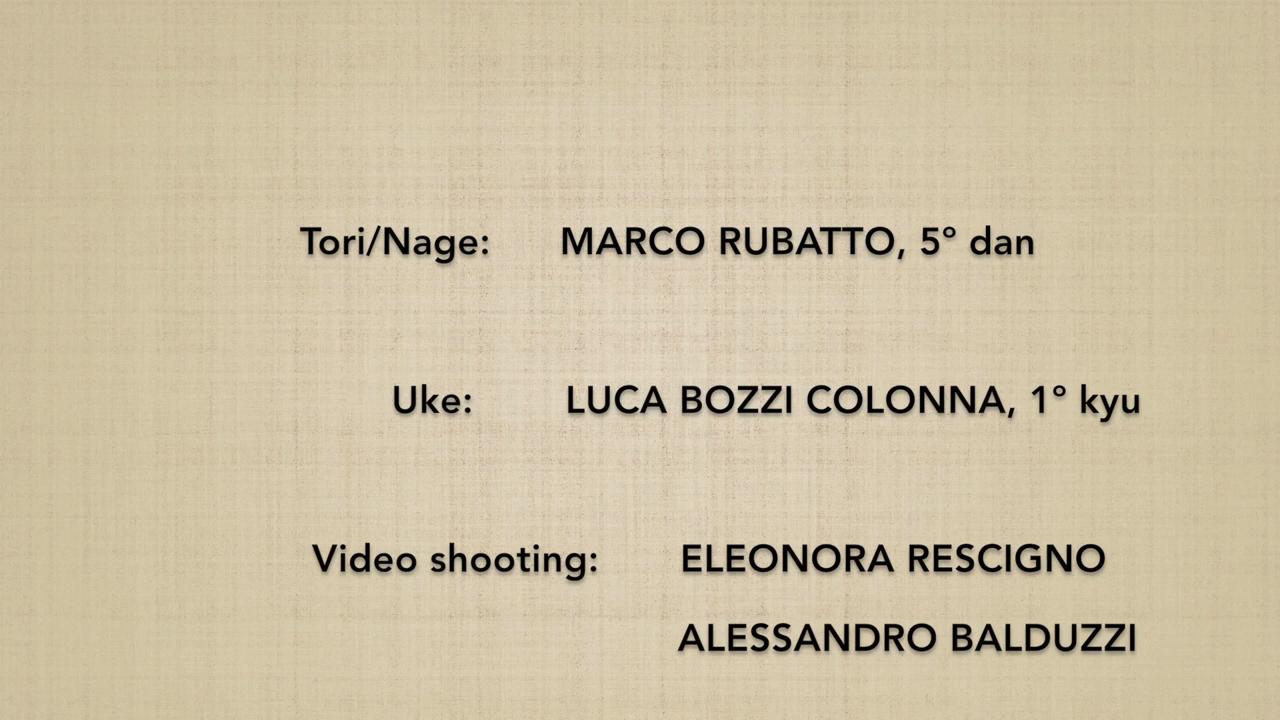 Tori/Nage: MARCO RUBATTO, 5° dan
Uke: LUCA BOZZI COLONNA, 1° kyu
Video shooting: ELEONORA RESCIGNO
ALESSANDRO BALDUZZI